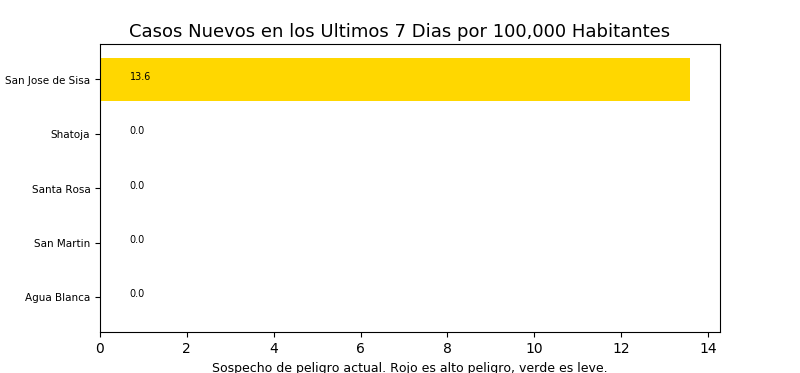 Casos Nuevos en los Ultimos 7 Dias por 100,000 Habitantes
San Jose de Sisa 13.6
Shatoja 0.0
Santa Rosa 0.0
San Martin 0.0
Agua Blanca 0.0
0 2 4 6 8 10 12 14
Sospecho de peligro actual. Rojo es alto peligro, verde es leve.